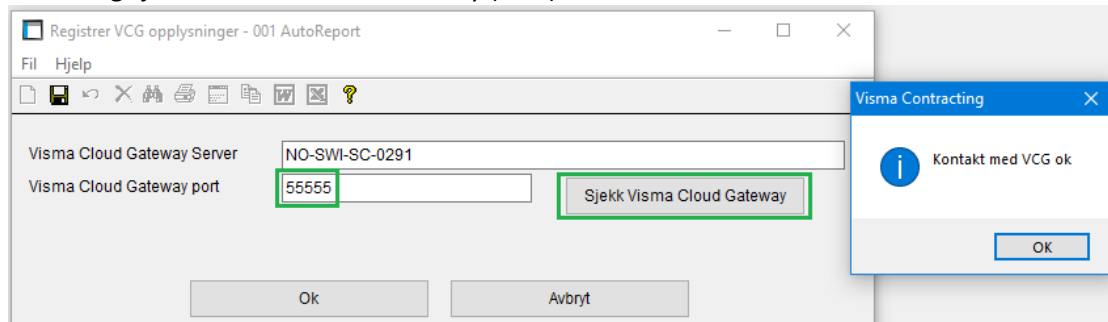 Registrer VCG opplysninger - 001 AutoReport
Fil Hjelp
Visma Cloud Gateway Server NO-SWI-SC-0291
Visma Cloud Gateway port 55555 Sjekk Visma Cloud Gateway
Ok Avbryt
Visma Contracting
Kontakt med VCG ok
OK